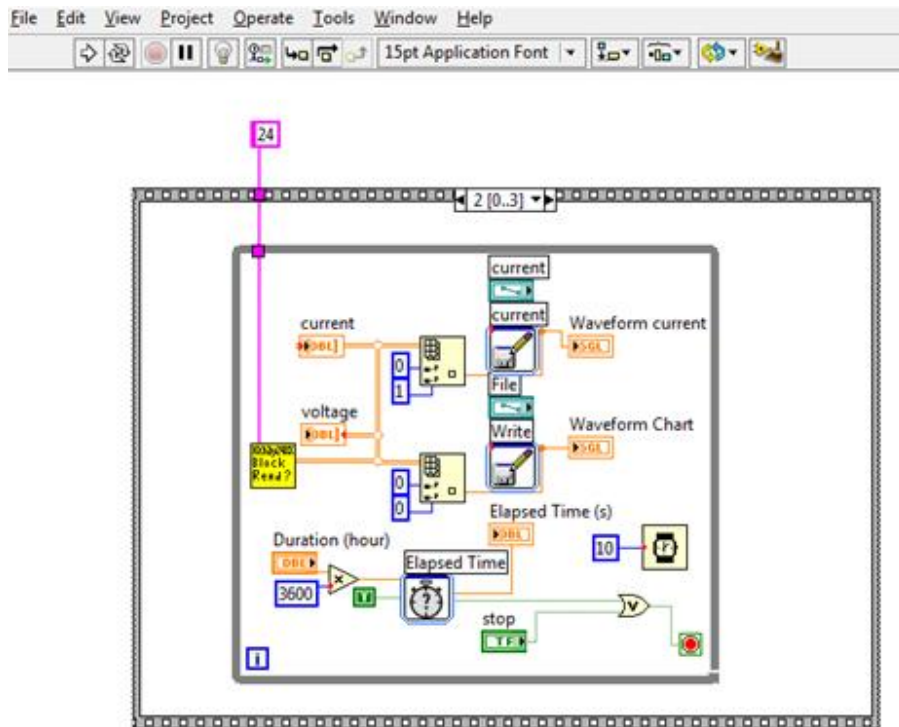 File Edit View Project Operate Tools Window Help
15pt Application Font
24
2 [0..3]
current
current
current
Waveform current
DBL
SGL
0
1
File
voltage
Waveform Chart
DBL
Write
SGL
Block
Read?
0
0
Elapsed Time (s)
DBL
Duration (hour)
10
DBL
Elapsed Time
3600
x
?
T F
stop
V
TF
i